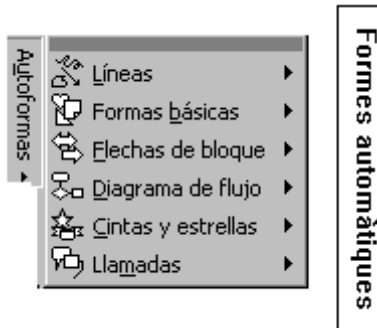 Autoformas
Líneas
Formas básicas
Flechas de bloque
Diagrama de flujo
Cintas y estrellas
Llamadas
Formes automàtiques